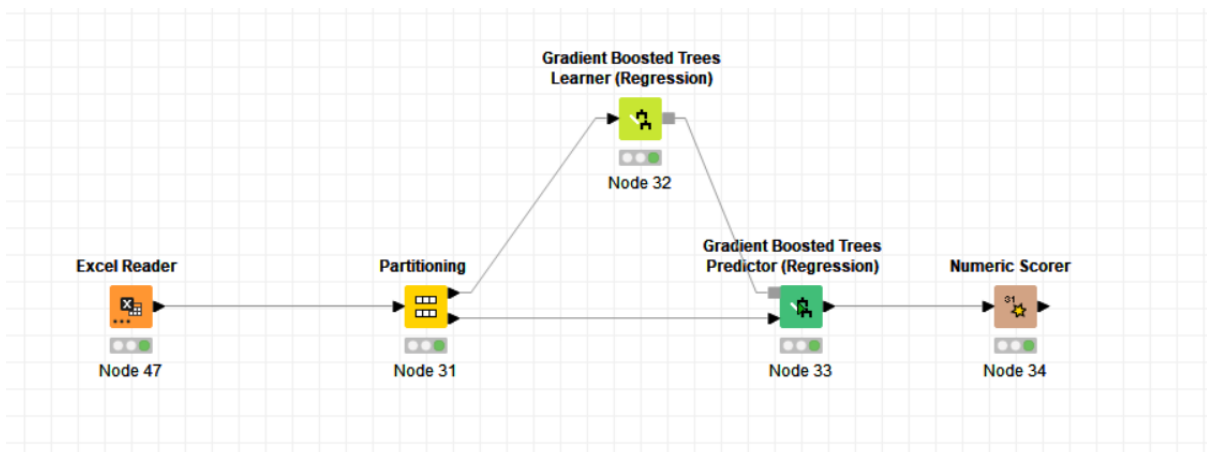 Gradient Boosted Trees
Learner (Regression)
Node 32
Excel Reader
Node 47
Partitioning
Node 31
Gradient Boosted Trees
Predictor (Regression)
Node 33
Numeric Scorer
31
Node 34